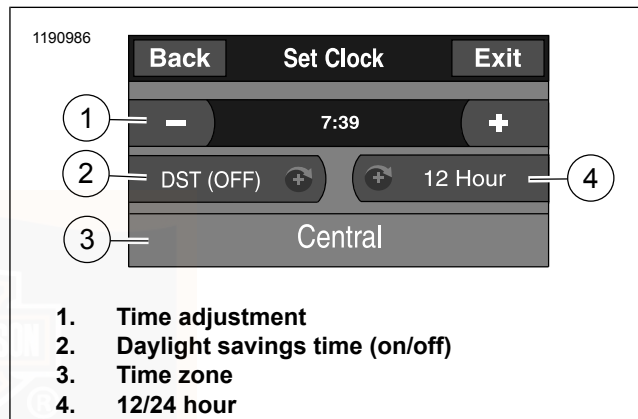 1190986
Back Set Clock Exit
1 − 7:39 +
2 DST (OFF) 12 Hour 4
3 Central
1. Time adjustment
2. Daylight savings time (on/off)
3. Time zone
4. 12/24 hour